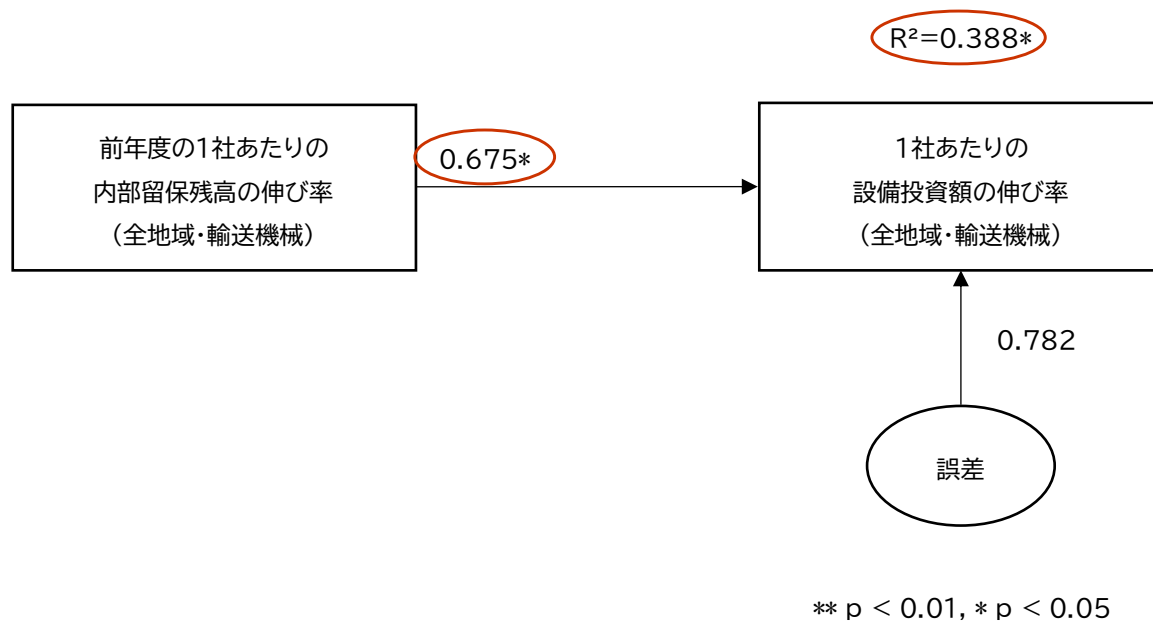 R²=0.388*
前年度の1社あたりの
内部留保残高の伸び率
（全地域・輸送機械）
0.675*
1社あたりの
設備投資額の伸び率
（全地域・輸送機械）
0.782
誤差
** p < 0.01, * p < 0.05